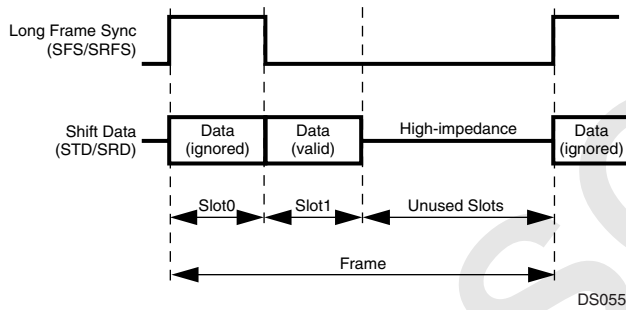 Long Frame Sync
(SFS/SRFS)
Shift Data
(STD/SRD)
Data
(ignored)
Data
(valid)
High-impedance
Data
(ignored)
Slot0
Slot1
Unused Slots
Frame
DS055